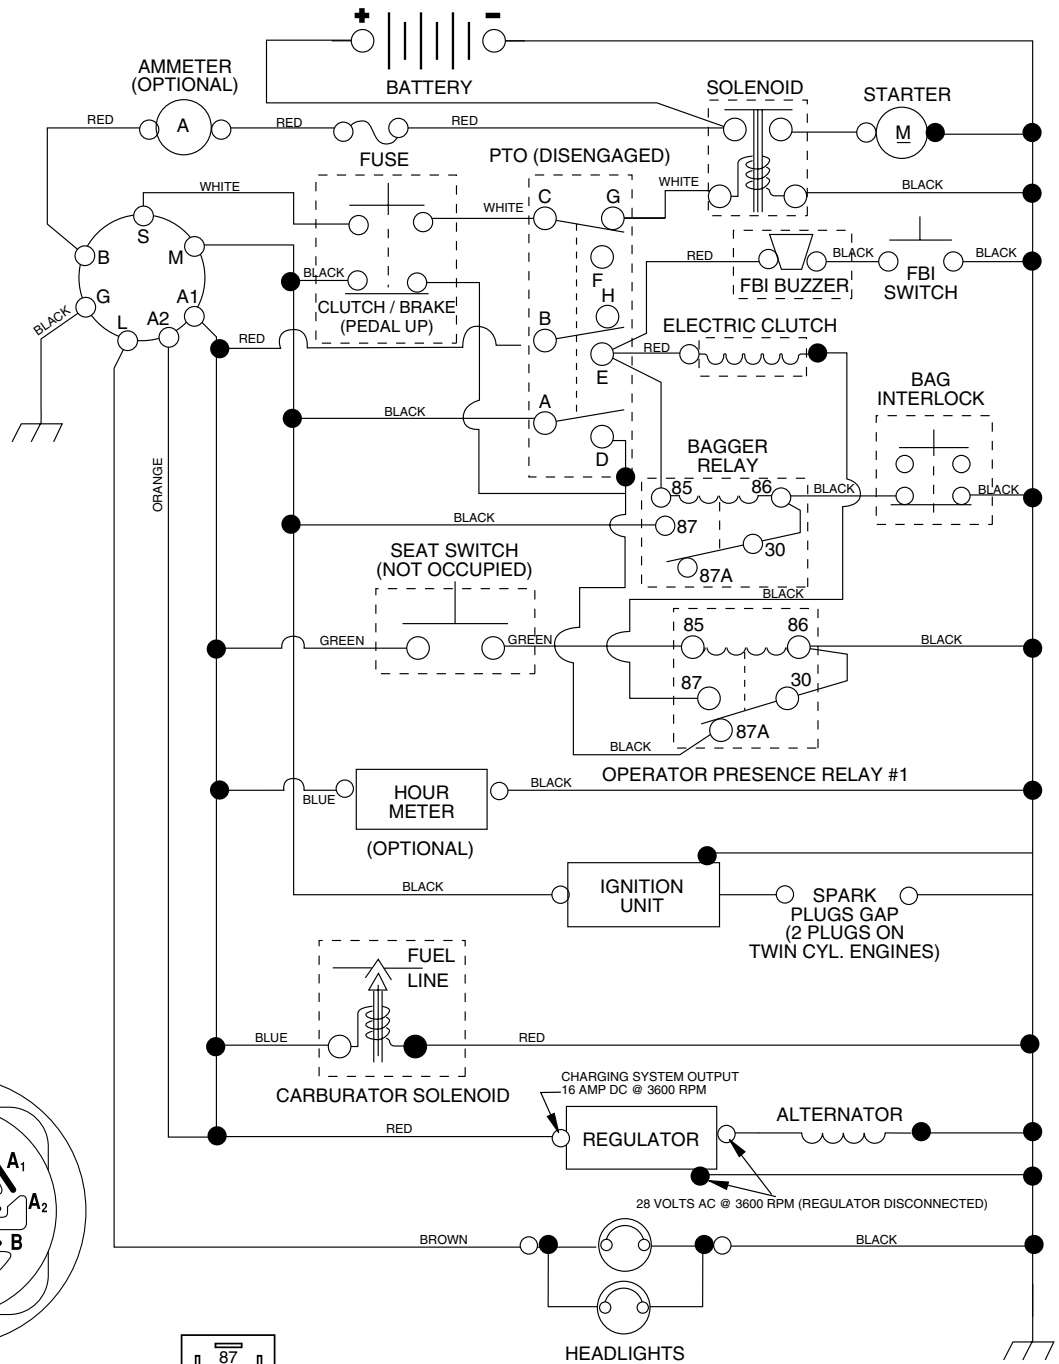 + -
BATTERY
AMMETER
(OPTIONAL)
SOLENOID
STARTER
RED
A
RED
RED
M
FUSE
PTO (DISENGAGED)
WHITE
S
WHITE
C
G
WHITE
BLACK
B
M
F
RED
BLACK
BLACK
FBI BUZZER
FBI
SWITCH
BLACK
G
A1
H
CLUTCH / BRAKE
(PEDAL UP)
BLACK
L
A2
RED
B
ELECTRIC CLUTCH
RED
E
BAG
INTERLOCK
A
BLACK
D
BAGGER
RELAY
ORANGE
85
86
BLACK
BLACK
BLACK
87
30
87A
SEAT SWITCH
(NOT OCCUPIED)
BLACK
GREEN
GREEN
85
86
BLACK
87
30
87A
BLACK
OPERATOR PRESENCE RELAY #1
BLUE
HOUR
METER
BLACK
(OPTIONAL)
BLACK
IGNITION
UNIT
SPARK
PLUGS GAP
(2 PLUGS ON
TWIN CYL. ENGINES)
FUEL
LINE
BLUE
RED
CARBURATOR SOLENOID
CHARGING SYSTEM OUTPUT
16 AMP DC @ 3600 RPM
RED
REGULATOR
ALTERNATOR
28 VOLTS AC @ 3600 RPM (REGULATOR DISCONNECTED)
A1
A2
B
BROWN
BLACK
HEADLIGHTS
87